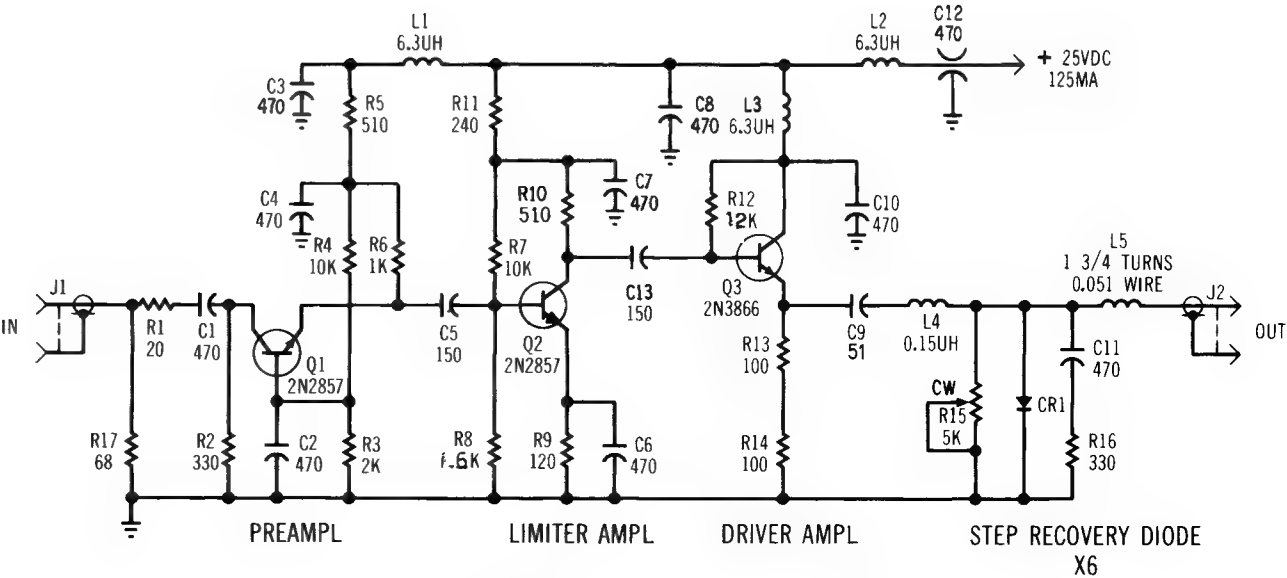 L1
6.3UH
L2
6.3UH
C12
470
+ 25VDC
125MA
C3
470
R5
510
R11
240
C8
470
L3
6.3UH
C4
470
R10
510
C7
470
R12
12K
C10
470
R4
10K
R6
1K
R7
10K
L5
1 3/4 TURNS
0.051 WIRE
J1
IN
R1
20
C1
470
C5
150
Q2
2N2857
C13
150
Q3
2N3866
C9
51
L4
0.15UH
J2
OUT
Q1
2N2857
R13
100
C11
470
CW
R15
5K
CR1
R17
68
R2
330
C2
470
R3
2K
R8
1.6K
R9
120
C6
470
R14
100
R16
330
PREAMPL
LIMITER AMPL
DRIVER AMPL
STEP RECOVERY DIODE
X6